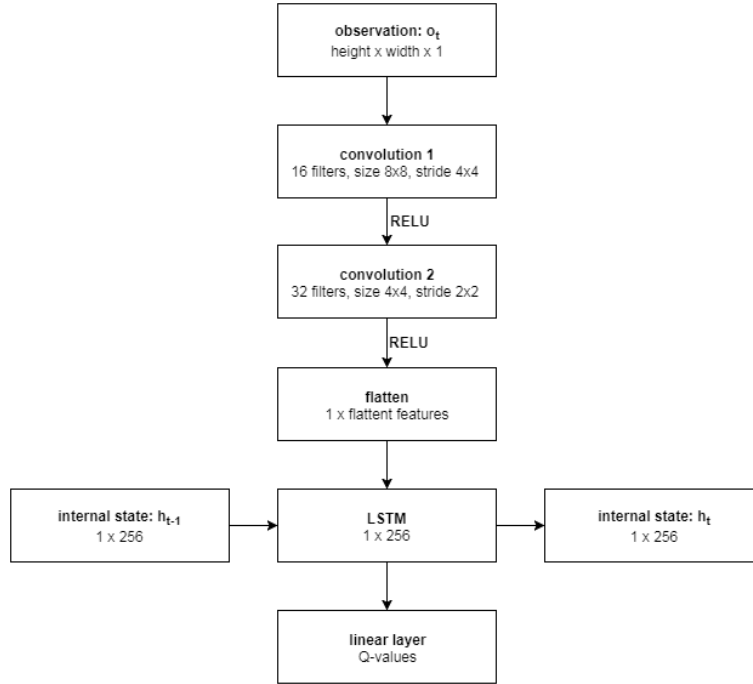 observation: oₜ
height x width x 1
convolution 1
16 filters, size 8x8, stride 4x4
RELU
convolution 2
32 filters, size 4x4, stride 2x2
RELU
flatten
1 x flattent features
internal state: hₜ₋₁
1 x 256
LSTM
1 x 256
internal state: hₜ
1 x 256
linear layer
Q-values